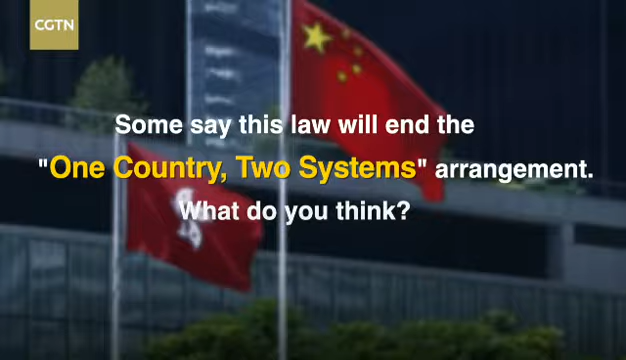 CGTN
Some say this law will end the
"One Country, Two Systems" arrangement.
What do you think?